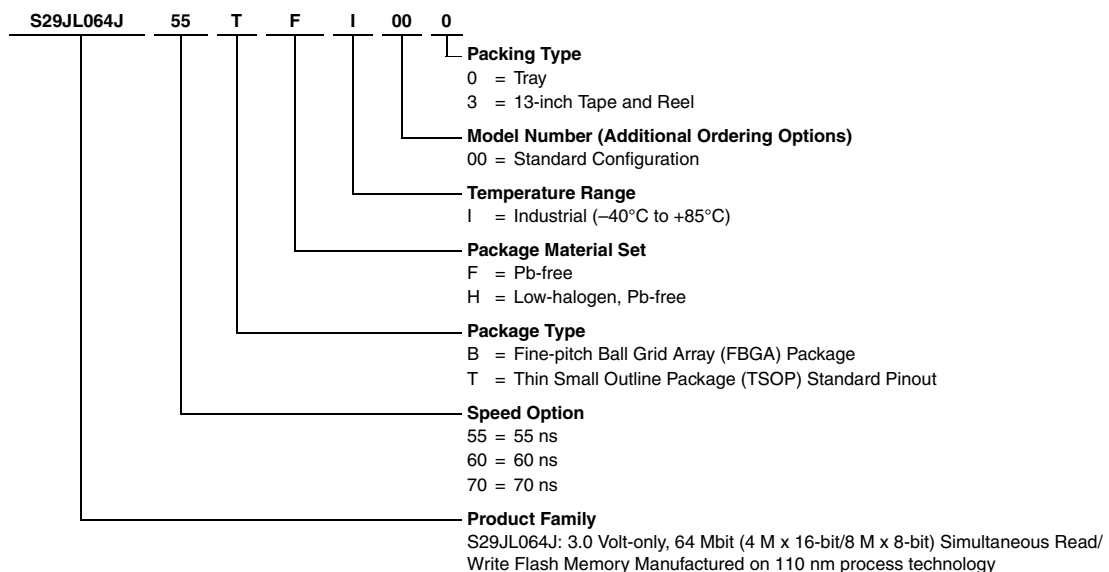 S29JL064J 55 T F I 00 0
Packing Type
0 = Tray
3 = 13-inch Tape and Reel
Model Number (Additional Ordering Options)
00 = Standard Configuration
Temperature Range
I = Industrial (–40°C to +85°C)
Package Material Set
F = Pb-free
H = Low-halogen, Pb-free
Package Type
B = Fine-pitch Ball Grid Array (FBGA) Package
T = Thin Small Outline Package (TSOP) Standard Pinout
Speed Option
55 = 55 ns
60 = 60 ns
70 = 70 ns
Product Family
S29JL064J: 3.0 Volt-only, 64 Mbit (4 M x 16-bit/8 M x 8-bit) Simultaneous Read/
Write Flash Memory Manufactured on 110 nm process technology